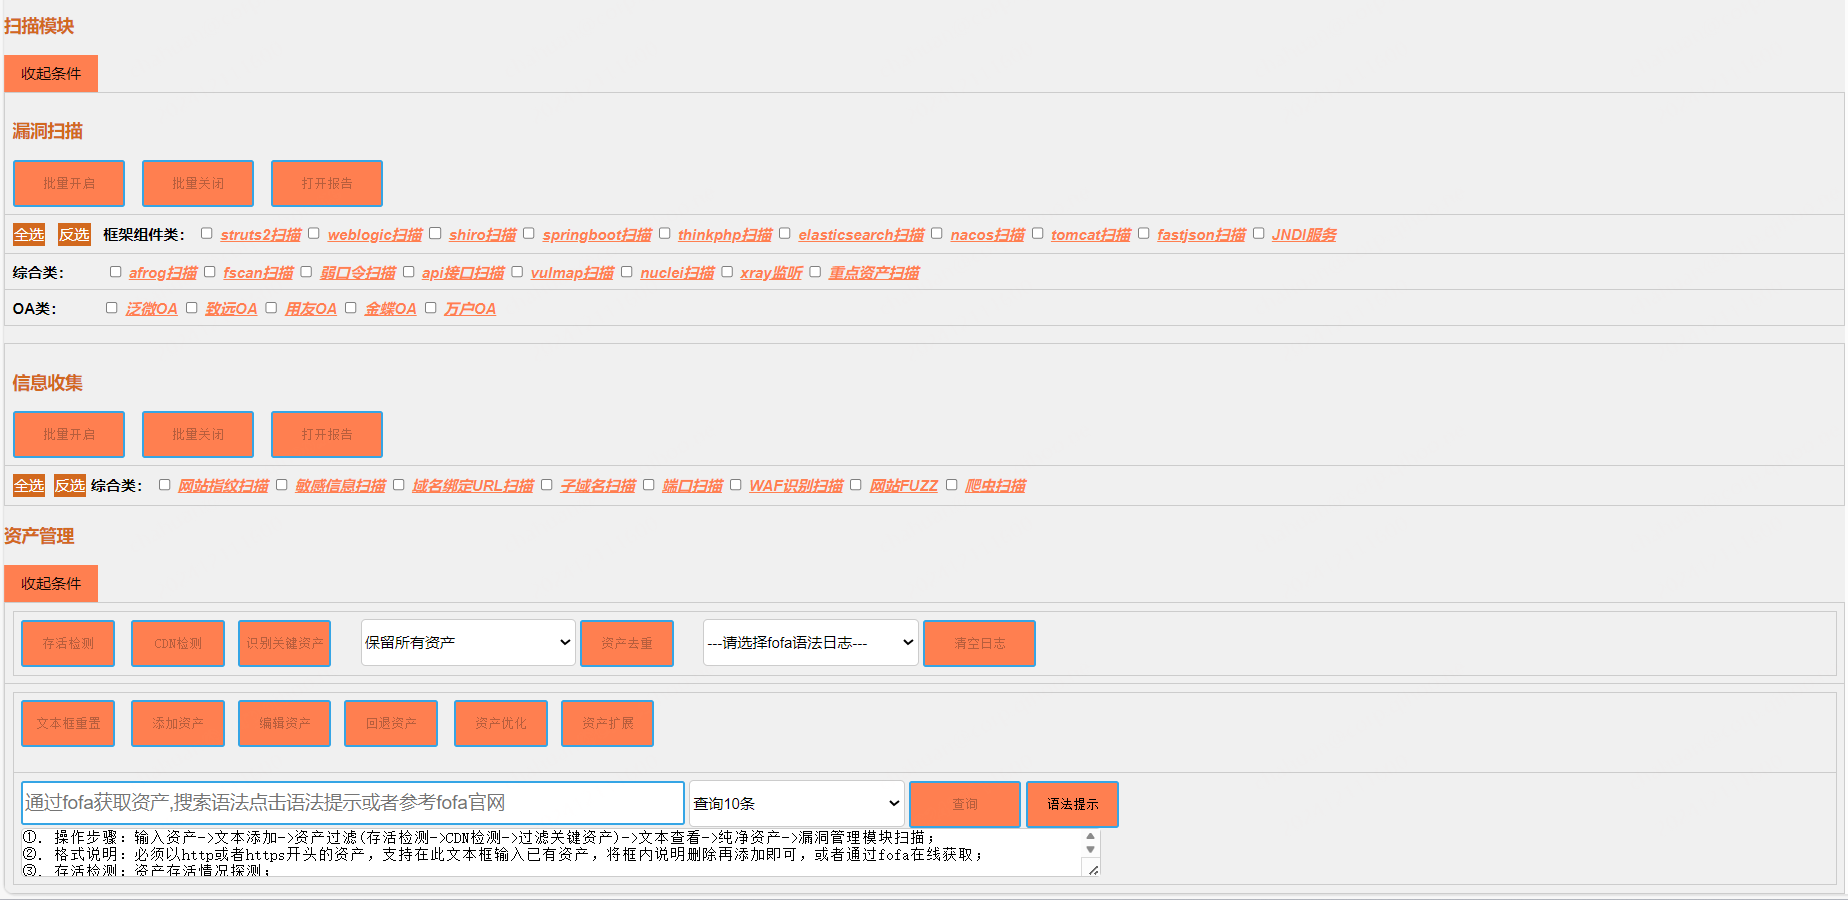 扫描模块
收起条件
漏洞扫描
批量开启 批量关闭 打开报告
全选 反选 框架组件类： struts2扫描 weblogic扫描 shiro扫描 springboot扫描 thinkphp扫描 elasticsearch扫描 nacos扫描 tomcat扫描 fastjson扫描 JNDI服务
综合类： afrog扫描 fscan扫描 弱口令扫描 api接口扫描 vulmap扫描 nuclei扫描 xray监听 重点资产扫描
OA类： 泛微OA 致远OA 用友OA 金蝶OA 万户OA
信息收集
批量开启 批量关闭 打开报告
全选 反选 综合类： 网站指纹扫描 敏感信息扫描 域名绑定URL扫描 子域名扫描 端口扫描 WAF识别扫描 网站FUZZ 爬虫扫描
资产管理
收起条件
存活检测 CDN检测 识别关键资产 保留所有资产 资产去重 ---请选择fofa语法日志--- 清空日志
文本框重置 添加资产 编辑资产 回退资产 资产优化 资产扩展
通过fofa获取资产,搜索语法点击语法提示或者参考fofa官网 查询10条 查询 语法提示
①. 操作步骤：输入资产->文本添加->资产过滤(存活检测->CDN检测->过滤关键资产)->文本查看->纯净资产->漏洞管理模块扫描；
②. 格式说明：必须以http或者https开头的资产，支持在此文本框输入已有资产，将框内说明删除再添加即可，或者通过fofa在线获取；
③. 存活检测：资产存活情况探测；